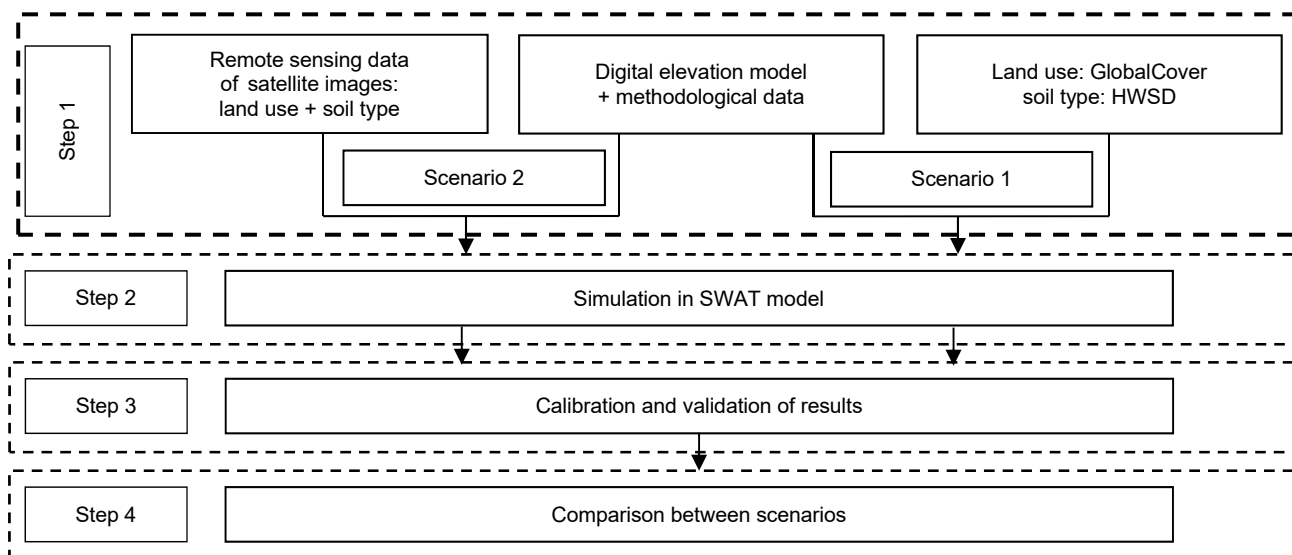 Step 1
Remote sensing data
of satellite images:
land use + soil type
Digital elevation model
+ methodological data
Land use: GlobalCover
soil type: HWSD
Scenario 2
Scenario 1
Step 2
Simulation in SWAT model
Step 3
Calibration and validation of results
Step 4
Comparison between scenarios